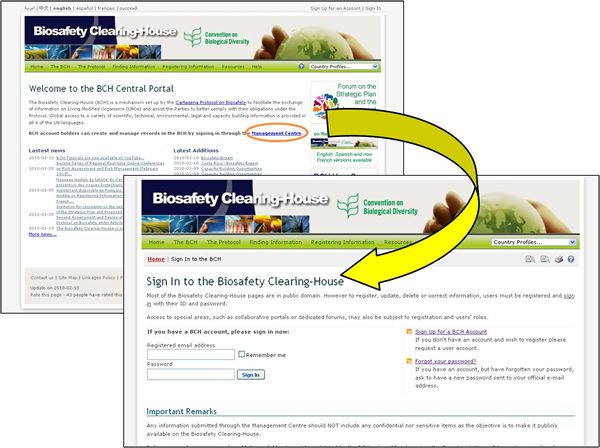 العربية | 中文 | english | español | français | русский
Sign Up for an Account | Sign In
Biosafety Clearing-House
Convention on
Biological Diversity
Home The BCH The Protocol Finding Information Registering Information Resources Help
Country Profiles...
Welcome to the BCH Central Portal
The Biosafety Clearing-House (BCH) is a mechanism set up by the Cartagena Protocol on Biosafety to facilitate the
exchange of information on Living Modified Organisms (LMOs) and assist the Parties to better comply with their obligations under the
Protocol. Global access to a variety of scientific, technical, environmental, legal and capacity building information is provided in
all 6 of the UN languages.
BCH account holders can create and manage records in the BCH by signing in through the Management Centre.
Forum on the
Strategic Plan
and the
English, Spanish and now
French versions available
Latest news
2010-02-10 BCH Tutorials are now available on YouTube...
2010-02-10 Second Series of Regional Real-time Online Conferences
on Risk Assessment and Risk Management (February
2010)...
More news...
Latest Additions
2010-02-10 Biosafety Expert
2010-02-10 Costa Rica - Biosafety Expert
Capacity Building Opportunities
Contact us | Site Map | Linkages Policy |
Update on 2010-02-10
Rate this page - 41 people have rated this
Biosafety Clearing-House
Convention on
Biological Diversity
Home The BCH The Protocol Finding Information Registering Information Resources
Country Profiles...
Home | Sign In to the BCH
Sign In to the Biosafety Clearing-House
Most of the Biosafety Clearing-House pages are in public domain. However to register, update, delete or correct information, users must be registered and sign
in with their ID and password.
Access to special areas, such as collaborative portals or dedicated forums, may also be subject to registration and users' roles.
If you have a BCH account, please sign in now:
Registered email address
Remember me
Password
Sign In
Sign Up for a BCH Account
If you don't have an account and wish to register please
request a user account.
Forgot your password?
If you have an account, but have forgotten your password,
ask to have a new password sent to your official e-mail
address.
Important Remarks
Any information submitted through the Management Centre should NOT include any confidential nor sensitive items as the objective is to make it publicly
available on the Biosafety Clearing-House.